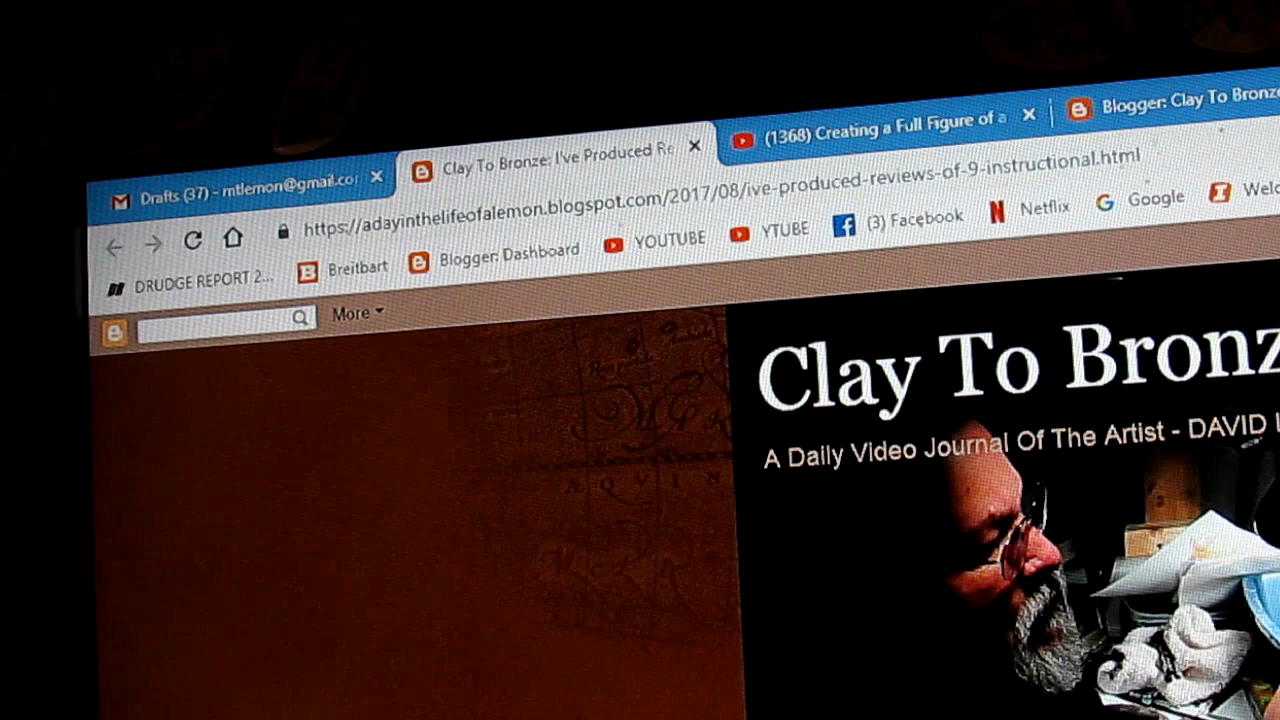 Drafts (37) - mtlemon@gmail.co
Clay To Bronze: I've Produced Re
(1368) Creating a Full Figure of a
Blogger: Clay To Bronze
https://adayinthelifeofalemon.blogspot.com/2017/08/ive-produced-reviews-of-9-instructional.html
DRUDGE REPORT 2...
Breitbart
Blogger: Dashboard
YOUTUBE
YTUBE
(3) Facebook
Netflix
Google
Welc
More
Clay To Bronz
A Daily Video Journal Of The Artist - DAVID L
A Q V I N